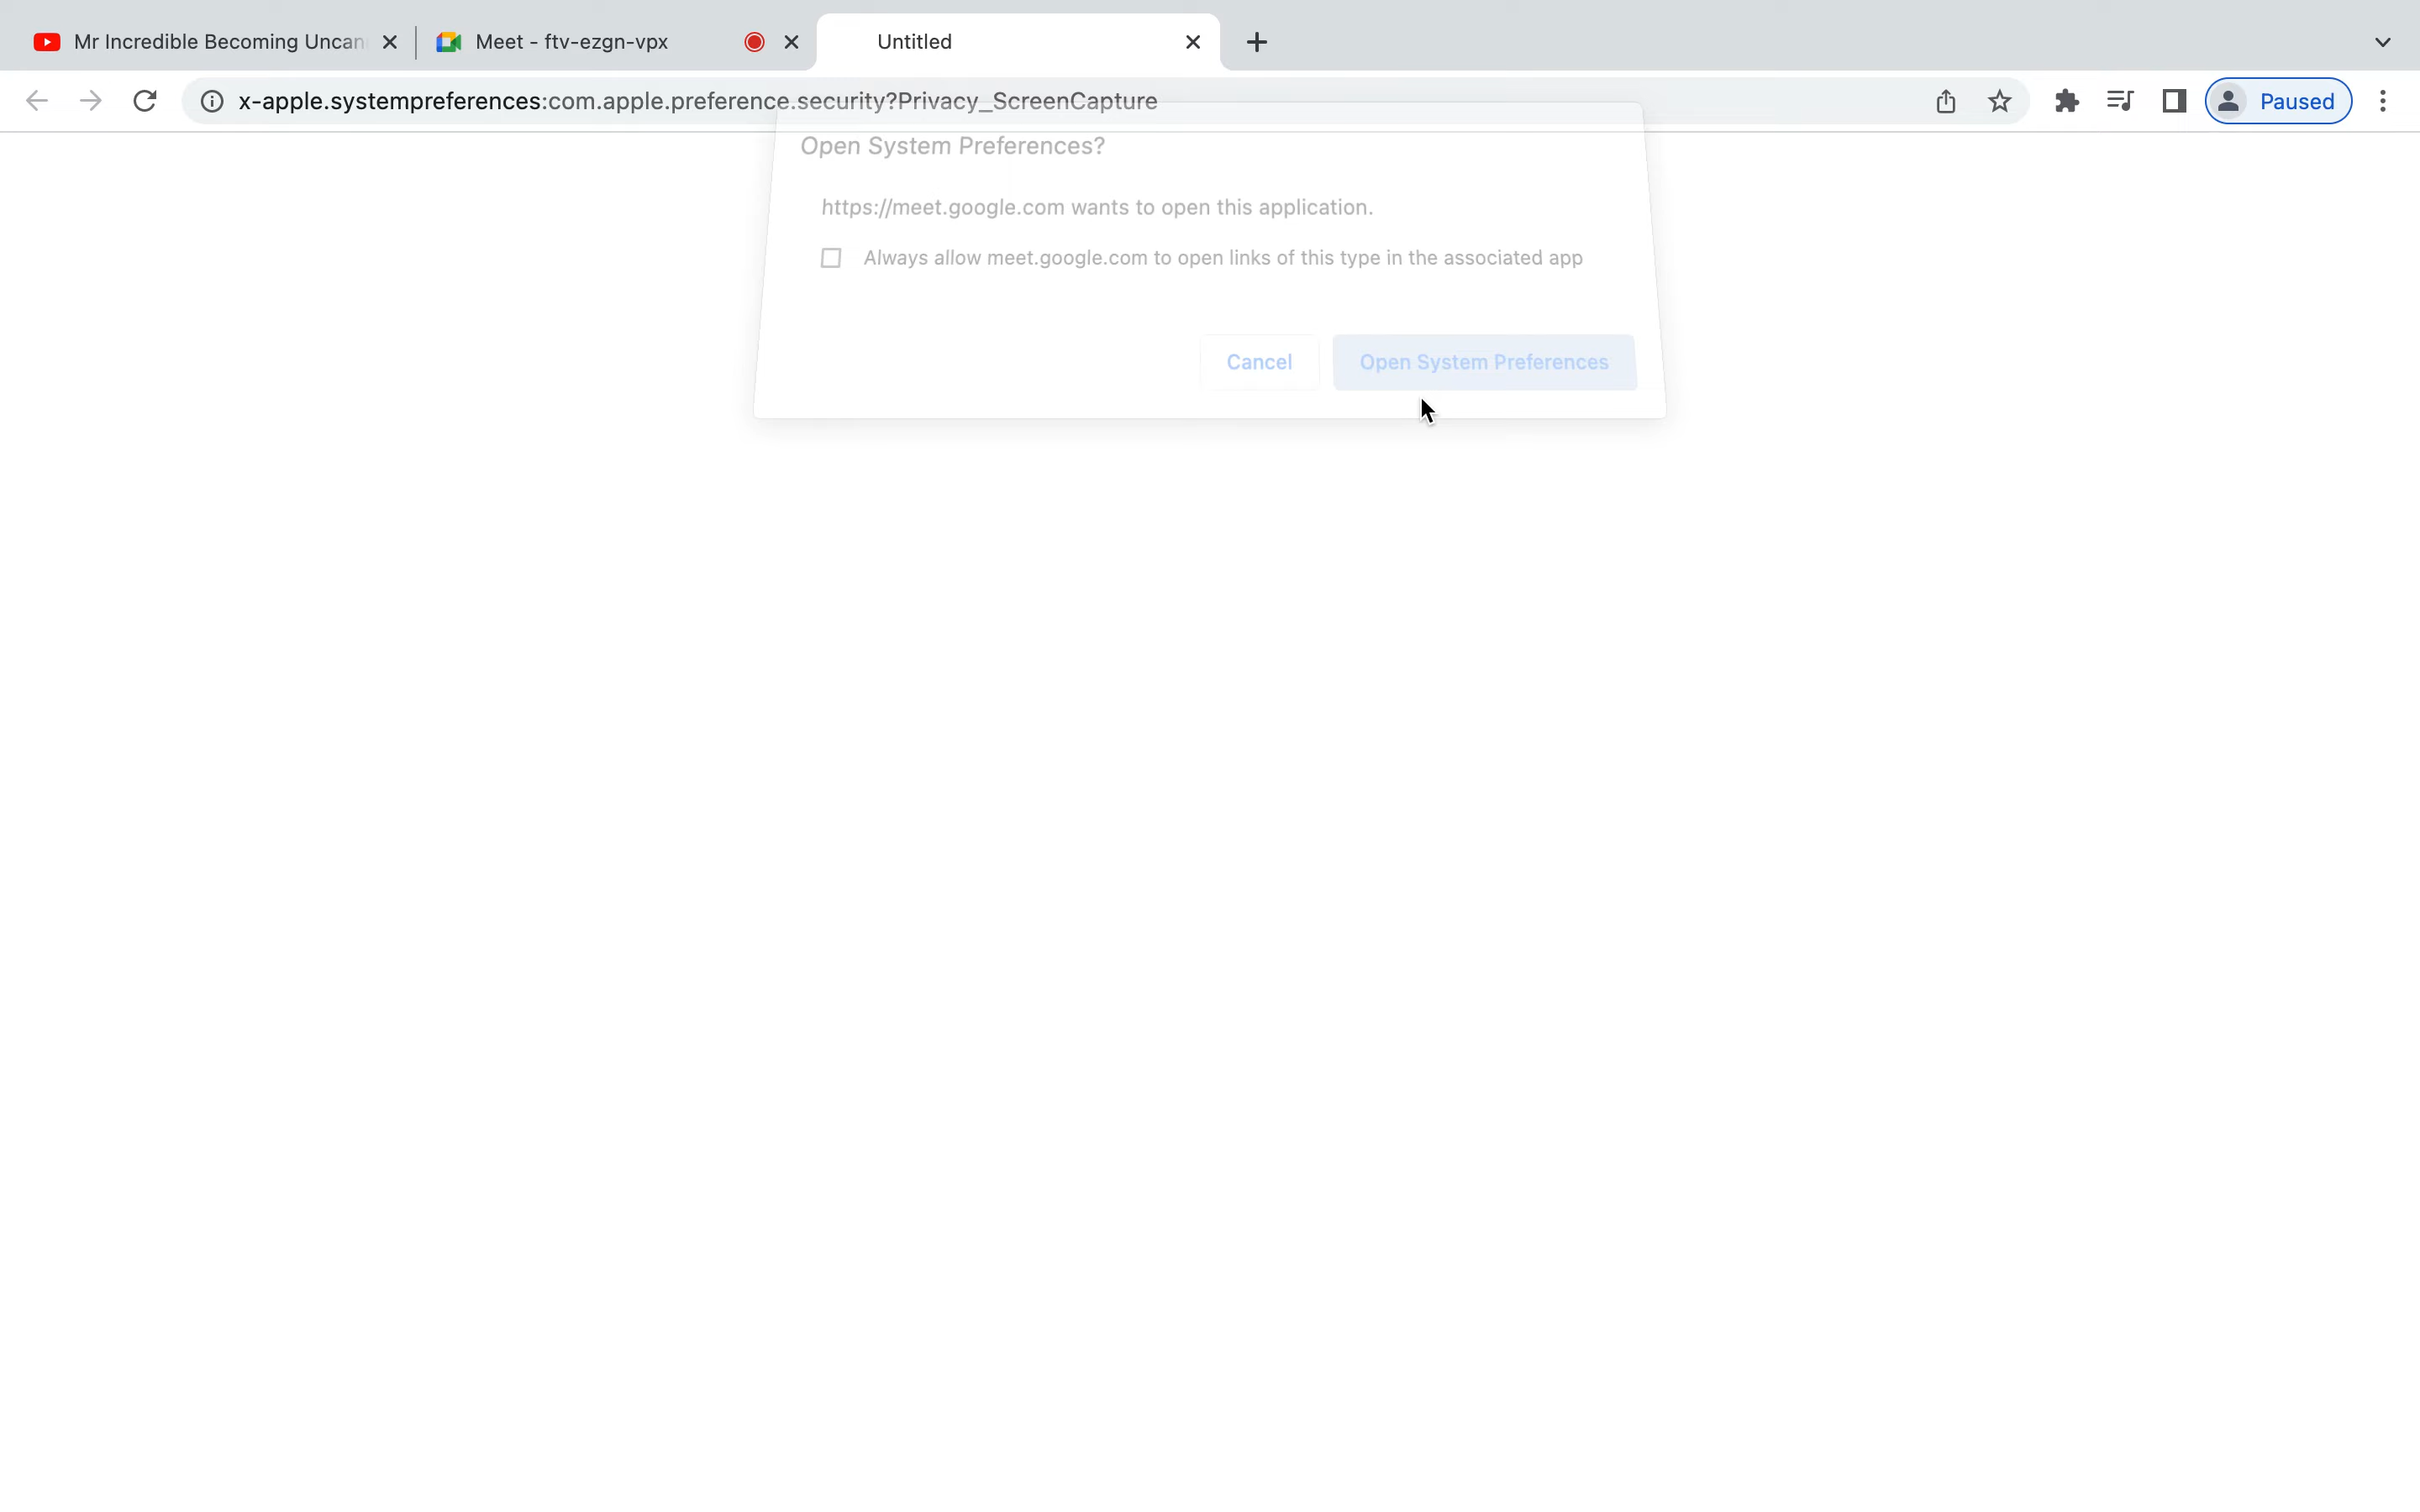 Mr Incredible Becoming Uncan
Meet - ftv-ezgn-vpx
Untitled
x-apple.systempreferences:com.apple.preference.security?Privacy_ScreenCapture
Paused
Open System Preferences?
https://meet.google.com wants to open this application.
Always allow meet.google.com to open links of this type in the associated app
Cancel
Open System Preferences